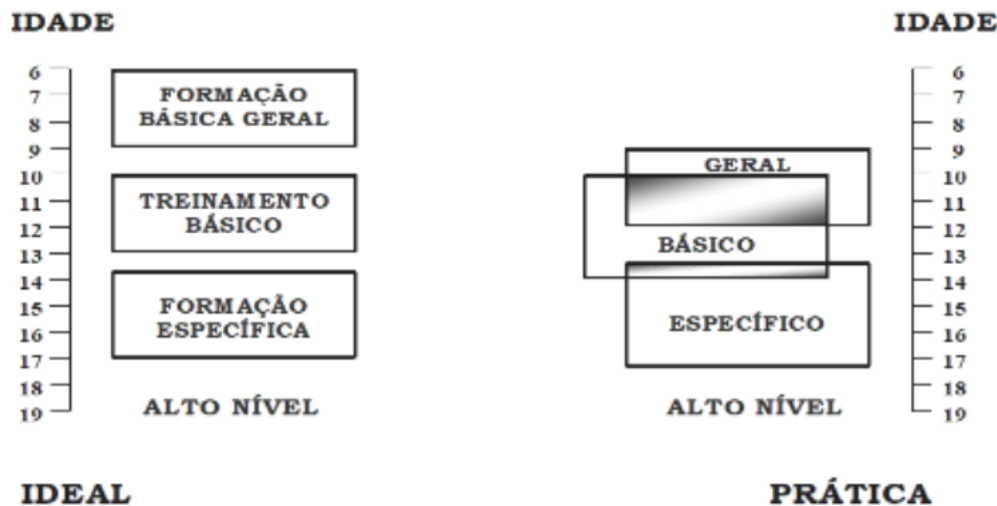 IDADE
6
7
8
9
10
11
12
13
14
15
16
17
18
19
FORMAÇÃO
BÁSICA GERAL
TREINAMENTO
BÁSICO
FORMAÇÃO
ESPECÍFICA
ALTO NÍVEL
IDEAL
IDADE
GERAL
BÁSICO
ESPECÍFICO
ALTO NÍVEL
6
7
8
9
10
11
12
13
14
15
16
17
18
19
PRÁTICA